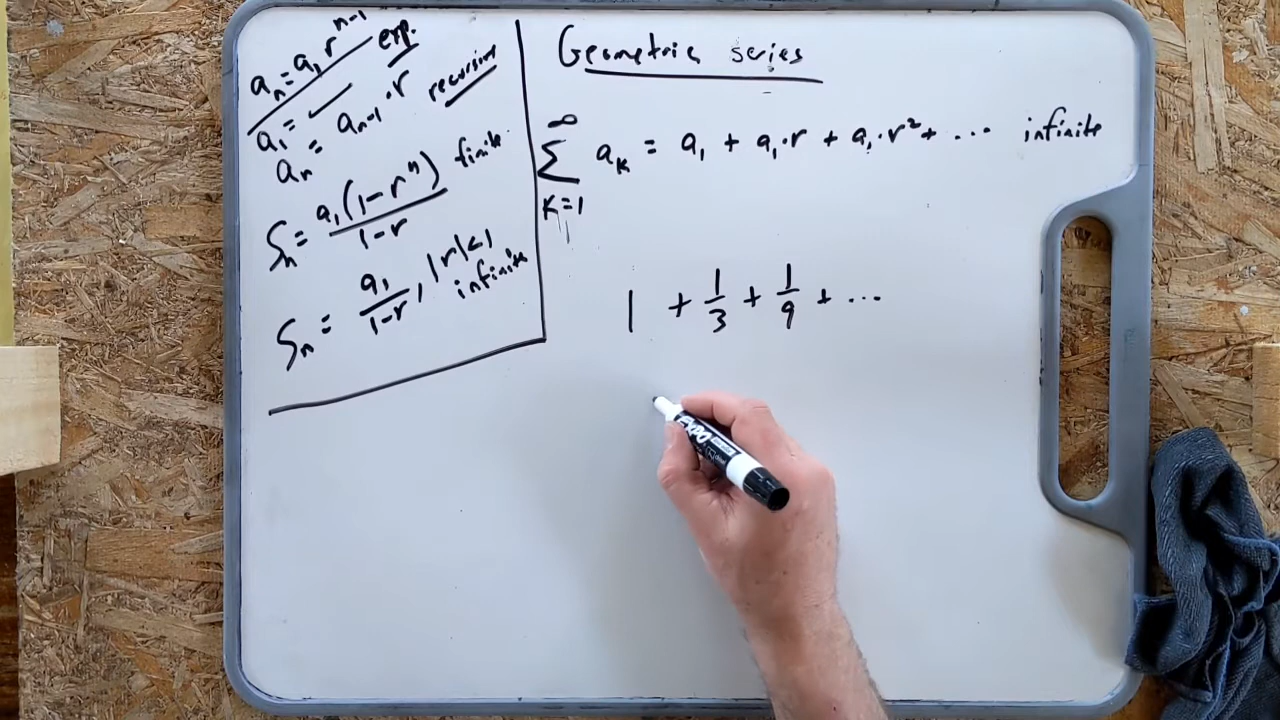 aₙ = a₁ rⁿ⁻¹ exp.
a₁ = ✓
aₙ = aₙ₋₁ · r recursive
Sₙ = a₁(1-rⁿ) / 1-r finite
Sₙ = a₁ / 1-r , |r|<1
infinite
Geometric series
∞
∑ aₖ = a₁ + a₁·r + a₁·r² + ... infinite
K=1
1 + 1/3 + 1/9 + ...
EXPO